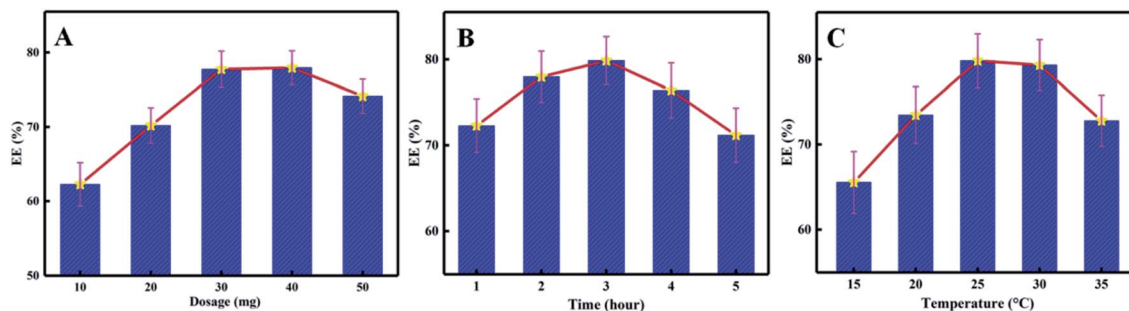 A
EE (%)
80
70
60
50
10 20 30 40 50
Dosage (mg)
B
EE (%)
80
70
60
1 2 3 4 5
Time (hour)
C
EE (%)
80
70
60
15 20 25 30 35
Temperature (°C)